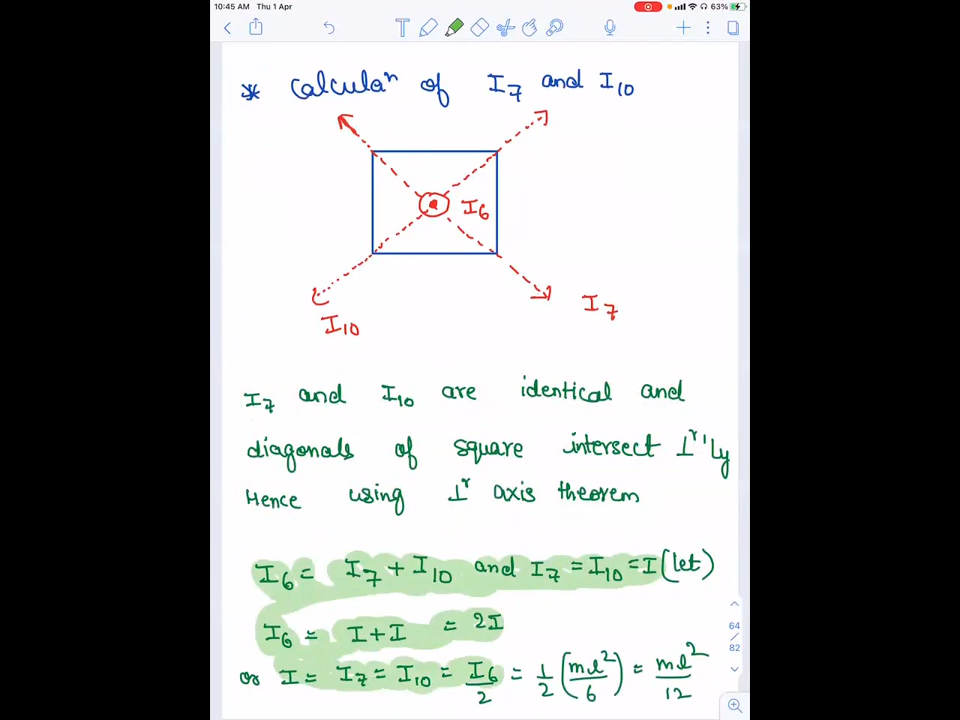 10:45 AM Thu 1 Apr
63%
* Calculaⁿ of I₇ and I₁₀
I₆
I₇
I₁₀
I₇ and I₁₀ are identical and
diagonals of square intersect ⊥ʳ'ly
Hence using ⊥ʳ axis theorem
I₆ = I₇ + I₁₀ and I₇ = I₁₀ = I (let)
I₆ = I + I = 2I
or I = I₇ = I₁₀ = I₆/2 = 1/2 (ml²/6) = ml²/12
64
82